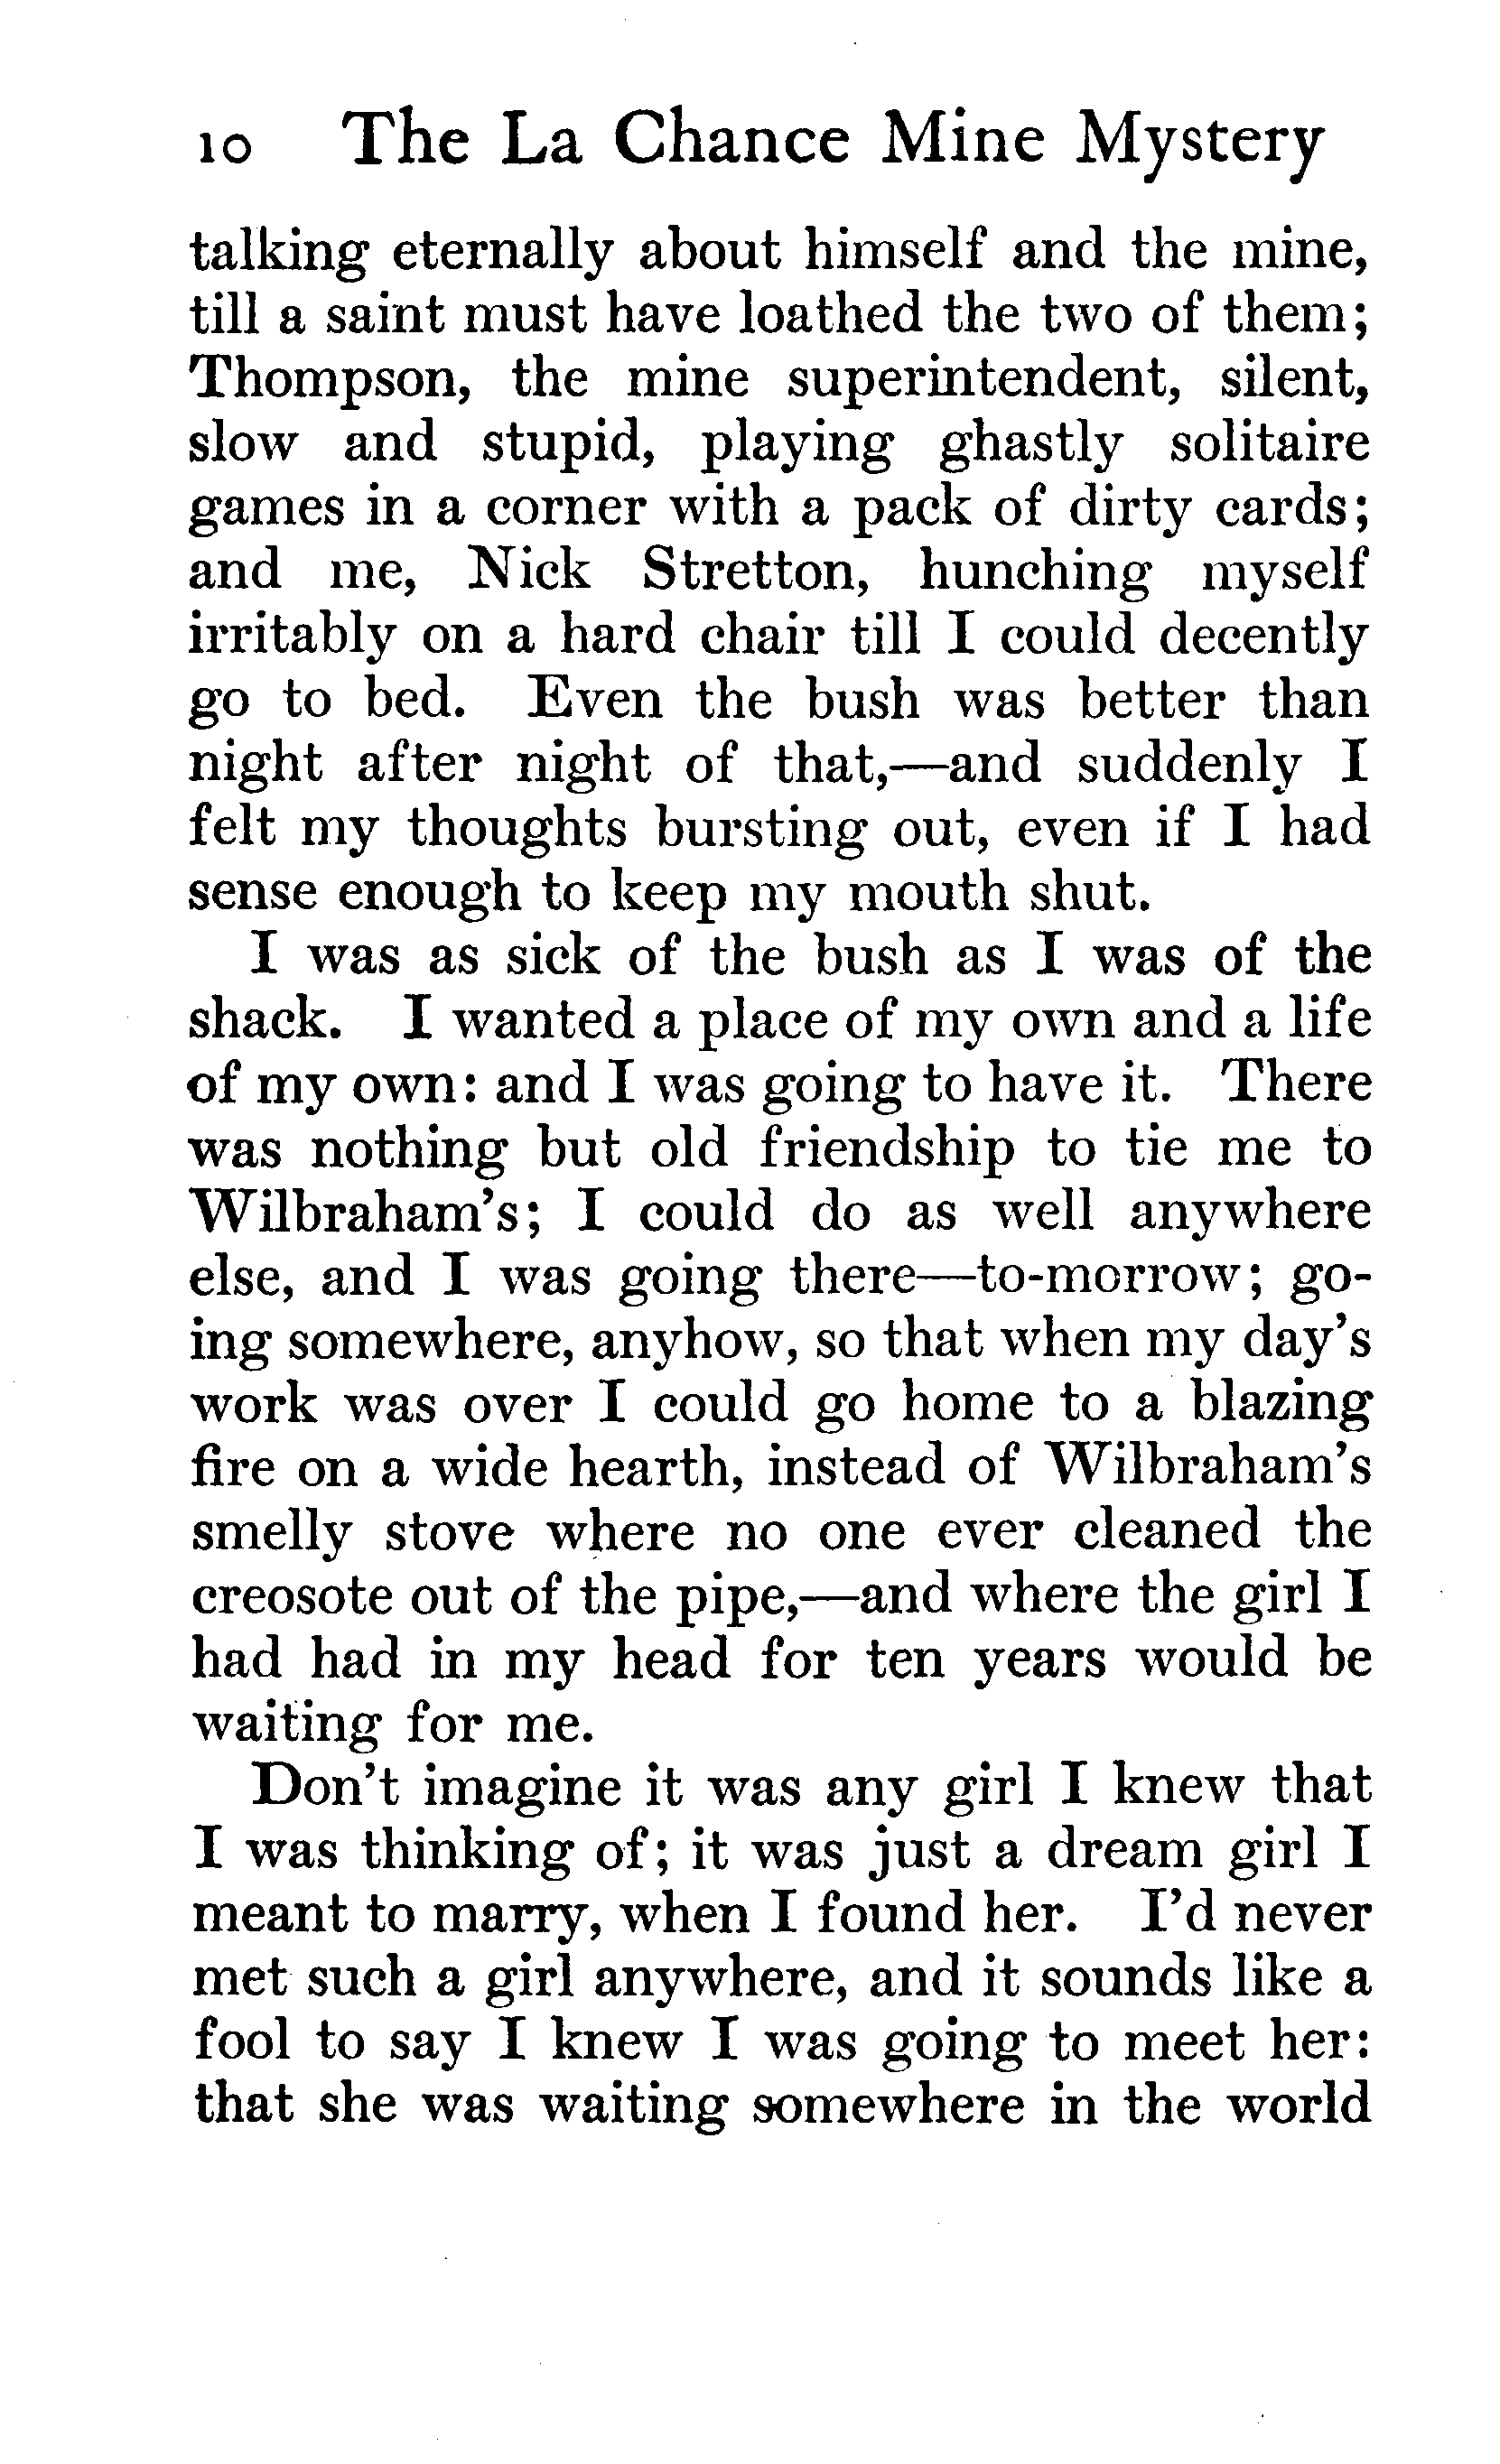 10 The La Chance Mine Mystery
talking eternally about himself and the mine,
till a saint must have loathed the two of them;
Thompson, the mine superintendent, silent,
slow and stupid, playing ghastly solitaire
games in a corner with a pack of dirty cards;
and me, Nick Stretton, hunching myself
irritably on a hard chair till I could decently
go to bed. Even the bush was better than
night after night of that,—and suddenly I
felt my thoughts bursting out, even if I had
sense enough to keep my mouth shut.
I was as sick of the bush as I was of the
shack. I wanted a place of my own and a life
of my own: and I was going to have it. There
was nothing but old friendship to tie me to
Wilbraham's; I could do as well anywhere
else, and I was going there—to-morrow; go-
ing somewhere, anyhow, so that when my day's
work was over I could go home to a blazing
fire on a wide hearth, instead of Wilbraham's
smelly stove where no one ever cleaned the
creosote out of the pipe,—and where the girl I
had had in my head for ten years would be
waiting for me.
Don't imagine it was any girl I knew that
I was thinking of; it was just a dream girl I
meant to marry, when I found her. I'd never
met such a girl anywhere, and it sounds like a
fool to say I knew I was going to meet her:
that she was waiting somewhere in the world